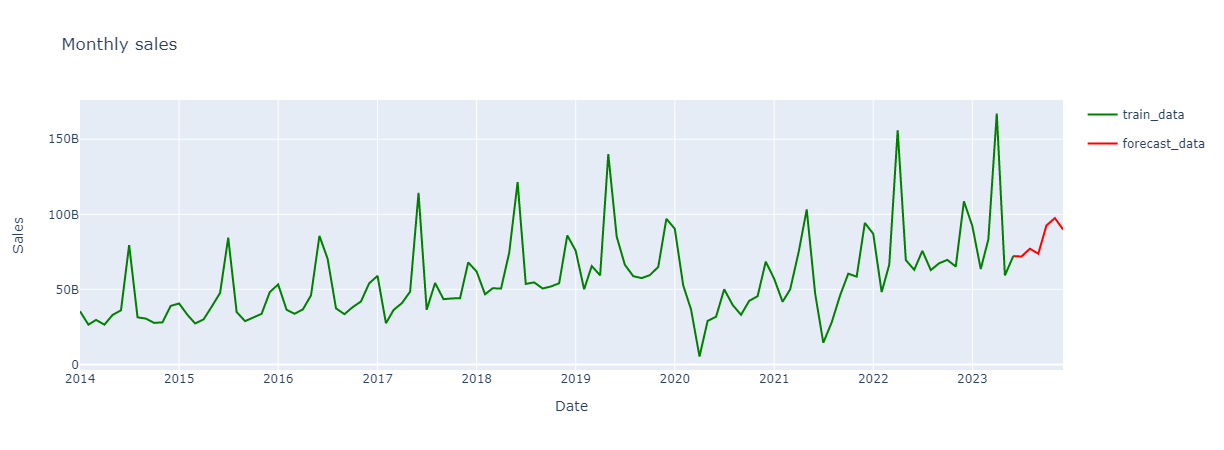 Monthly sales
train_data
forecast_data
150B
100B
50B
0
Sales
2014 2015 2016 2017 2018 2019 2020 2021 2022 2023
Date